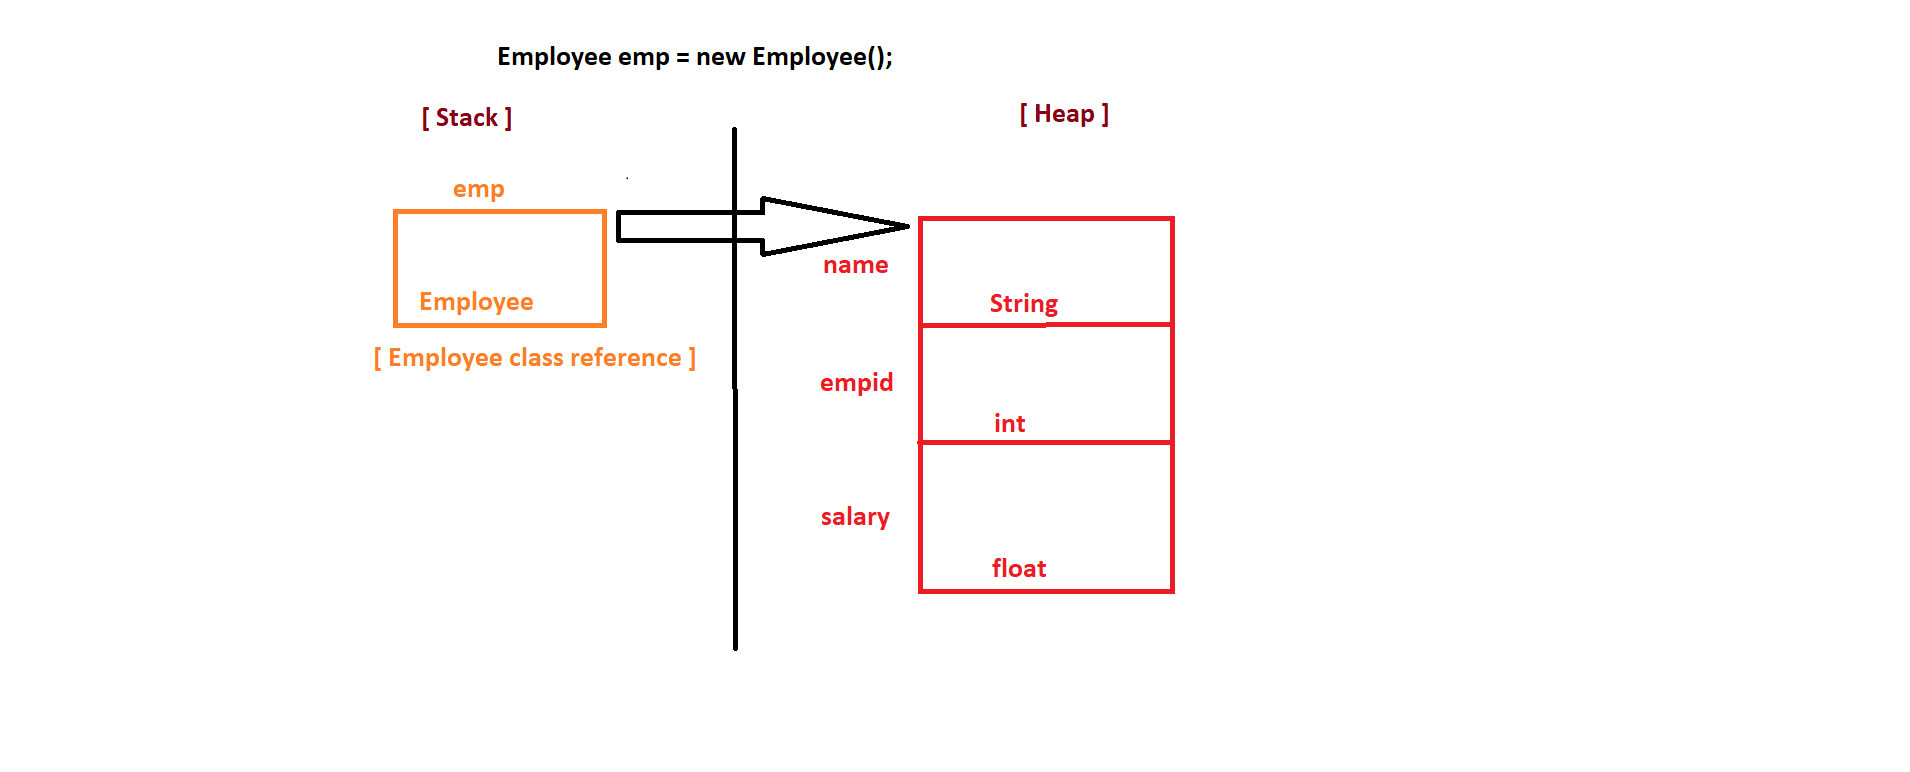 Employee emp = new Employee();
[ Stack ]
[ Heap ]
emp
Employee
[ Employee class reference ]
name
String
empid
int
salary
float